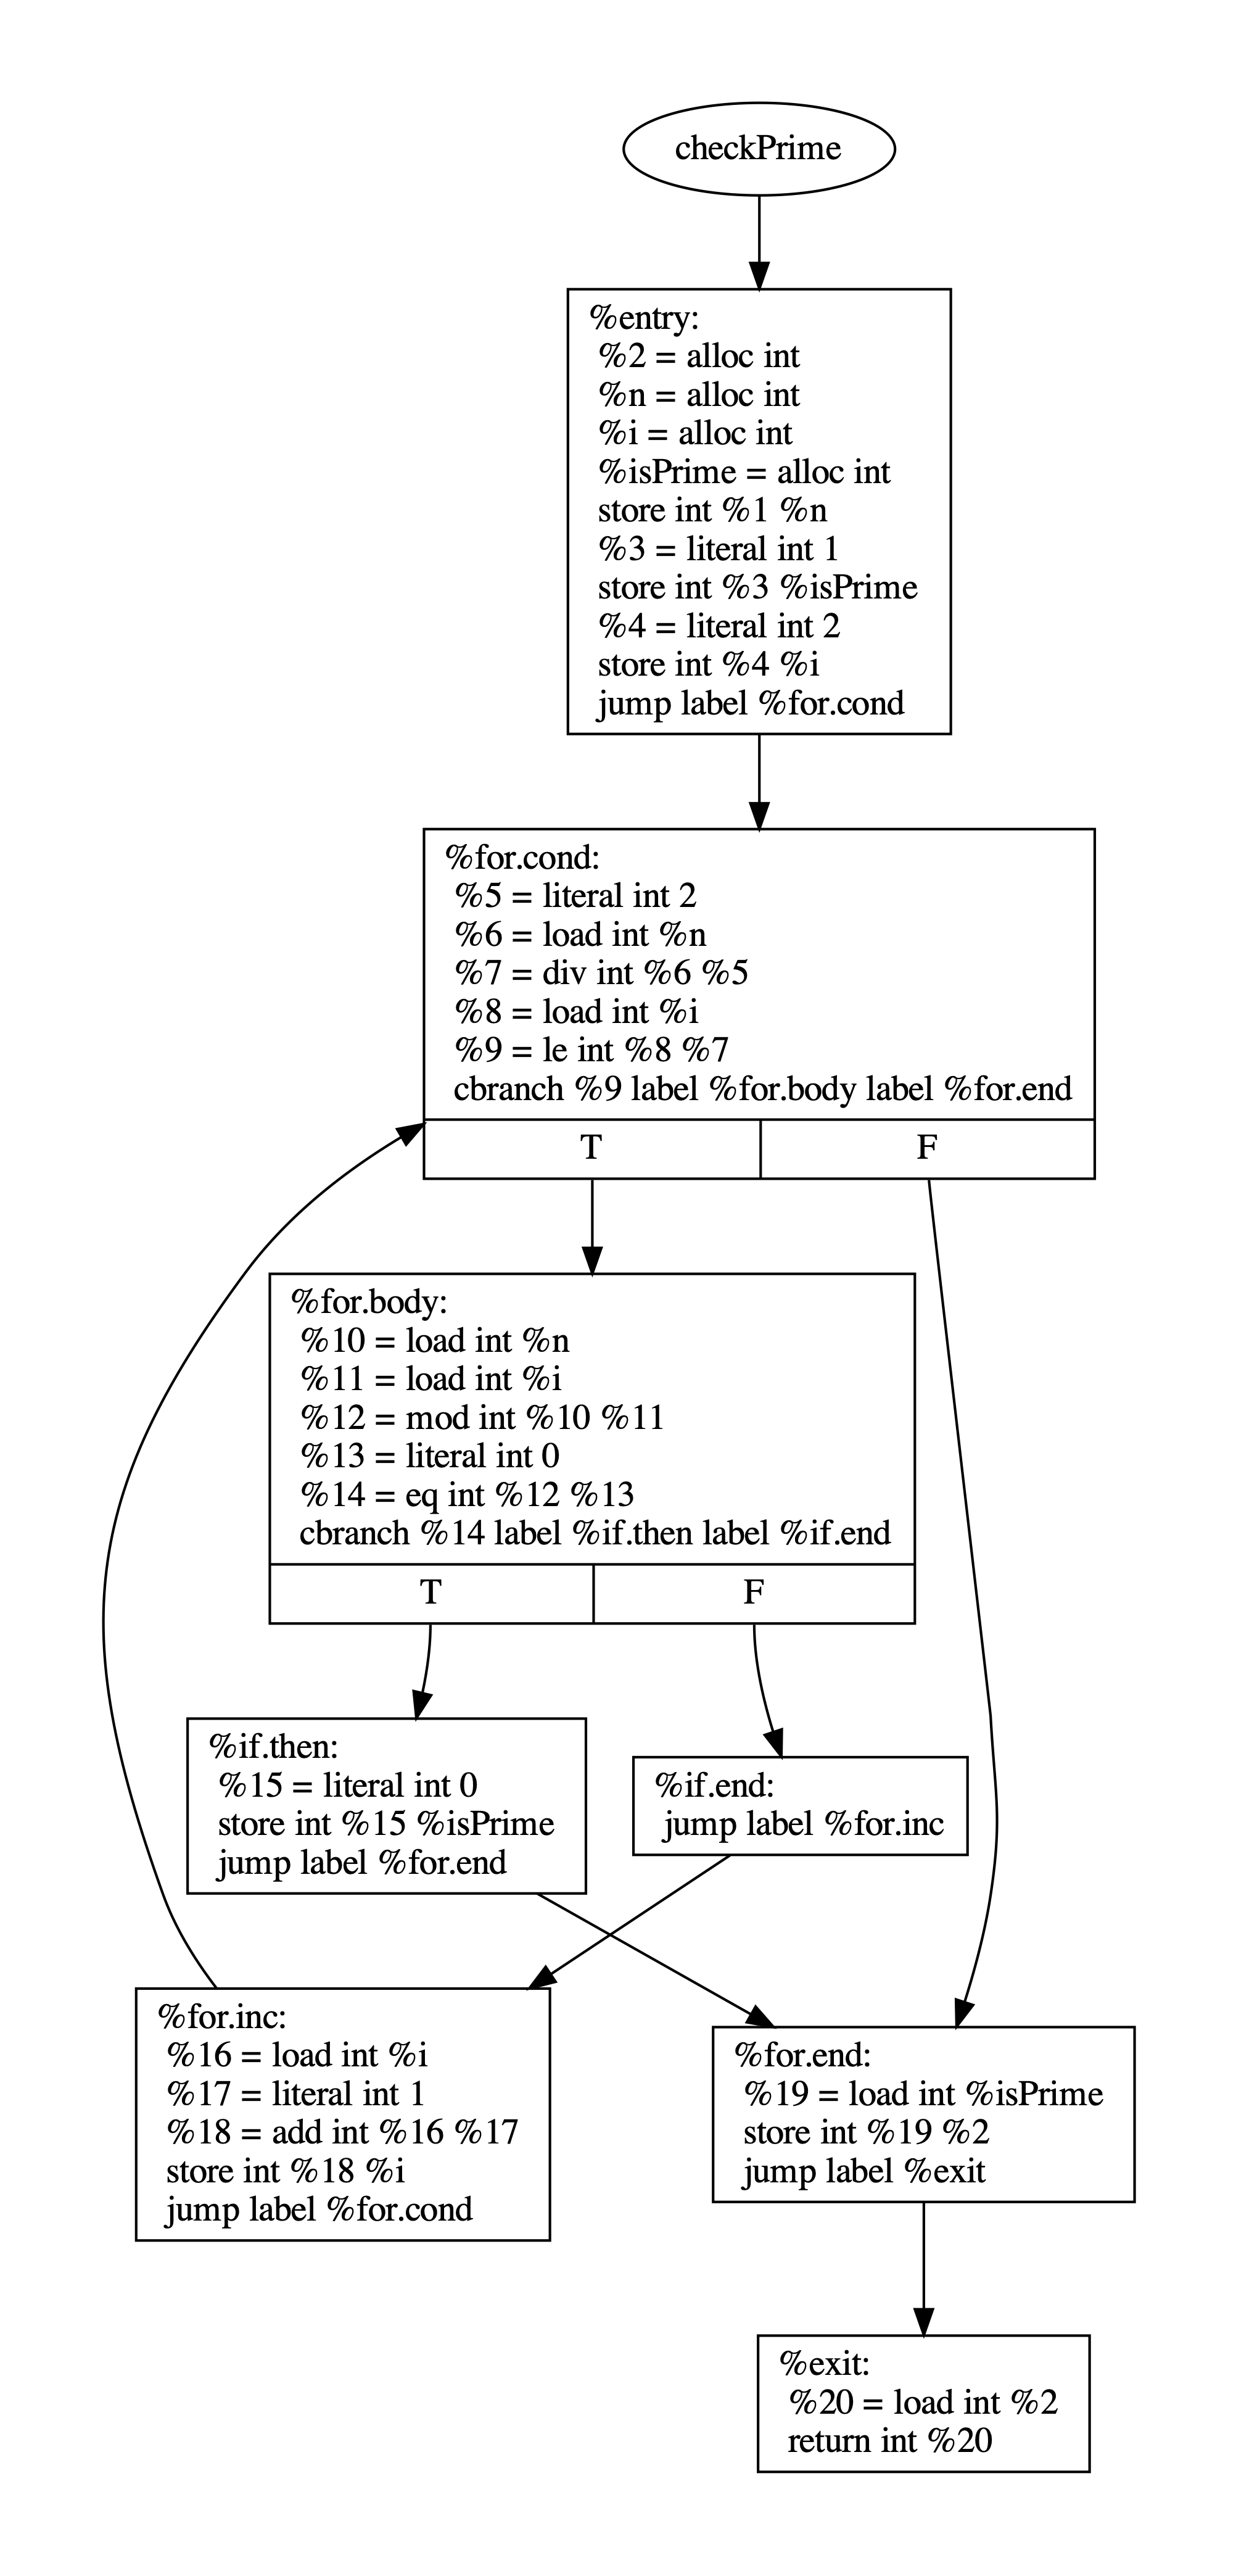 checkPrime
%entry:
%2 = alloc int
%n = alloc int
%i = alloc int
%isPrime = alloc int
store int %1 %n
%3 = literal int 1
store int %3 %isPrime
%4 = literal int 2
store int %4 %i
jump label %for.cond
%for.cond:
%5 = literal int 2
%6 = load int %n
%7 = div int %6 %5
%8 = load int %i
%9 = le int %8 %7
cbranch %9 label %for.body label %for.end
T F
%for.body:
%10 = load int %n
%11 = load int %i
%12 = mod int %10 %11
%13 = literal int 0
%14 = eq int %12 %13
cbranch %14 label %if.then label %if.end
T F
%if.then:
%15 = literal int 0
store int %15 %isPrime
jump label %for.end
%if.end:
jump label %for.inc
%for.inc:
%16 = load int %i
%17 = literal int 1
%18 = add int %16 %17
store int %18 %i
jump label %for.cond
%for.end:
%19 = load int %isPrime
store int %19 %2
jump label %exit
%exit:
%20 = load int %2
return int %20